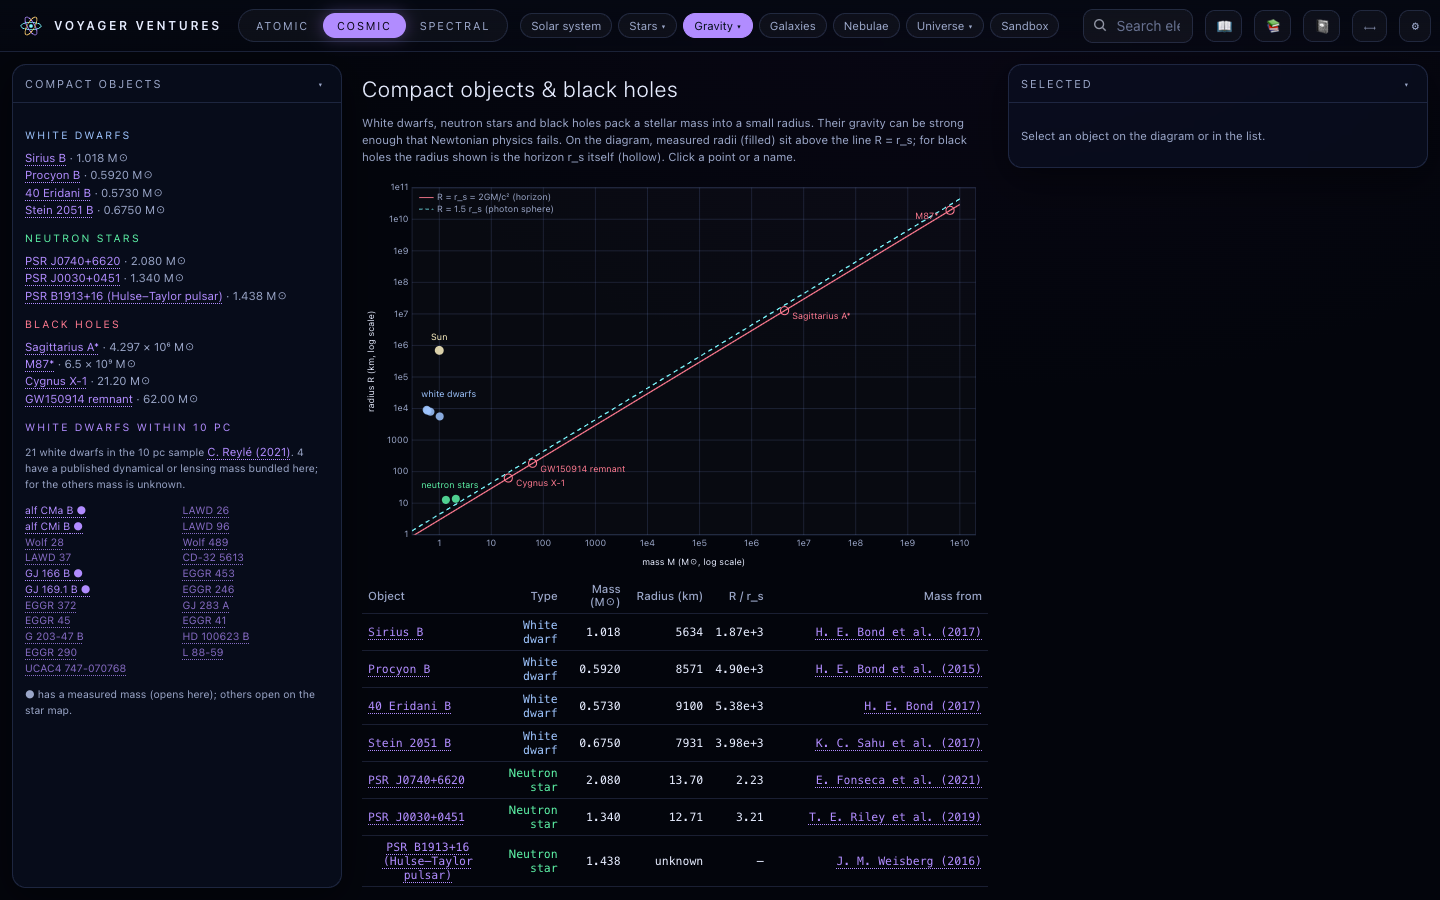 VOYAGER VENTURES
ATOMIC COSMIC SPECTRAL
Solar system Stars ▾ Gravity ▾ Galaxies Nebulae Universe ▾ Sandbox
Search ele
COMPACT OBJECTS
WHITE DWARFS
Sirius B · 1.018 M☉
Procyon B · 0.5920 M☉
40 Eridani B · 0.5730 M☉
Stein 2051 B · 0.6750 M☉
NEUTRON STARS
PSR J0740+6620 · 2.080 M☉
PSR J0030+0451 · 1.340 M☉
PSR B1913+16 (Hulse–Taylor pulsar) · 1.438 M☉
BLACK HOLES
Sagittarius A* · 4.297 × 10⁶ M☉
M87* · 6.5 × 10⁹ M☉
Cygnus X-1 · 21.20 M☉
GW150914 remnant · 62.00 M☉
WHITE DWARFS WITHIN 10 PC
21 white dwarfs in the 10 pc sample C. Reylé (2021). 4
have a published dynamical or lensing mass bundled here;
for the others mass is unknown.
alf CMa B ● LAWD 26
alf CMi B ● LAWD 96
Wolf 28 Wolf 489
LAWD 37 CD-32 5613
GJ 166 B ● EGGR 453
GJ 169.1 B ● EGGR 246
EGGR 372 GJ 283 A
EGGR 45 EGGR 41
G 203-47 B HD 100623 B
EGGR 290 L 88-59
UCAC4 747-070768
● has a measured mass (opens here); others open on the
star map.
Compact objects & black holes
White dwarfs, neutron stars and black holes pack a stellar mass into a small radius. Their gravity can be strong
enough that Newtonian physics fails. On the diagram, measured radii (filled) sit above the line R = r_s; for black
holes the radius shown is the horizon r_s itself (hollow). Click a point or a name.
R = r_s = 2GM/c² (horizon)
R = 1.5 r_s (photon sphere)
radius R (km, log scale)
1e11
1e10
1e9
1e8
1e7
1e6
1e5
1e4
1000
100
10
1
M87*
Sagittarius A*
Sun
white dwarfs
GW150914 remnant
Cygnus X-1
neutron stars
1 10 100 1000 1e4 1e5 1e6 1e7 1e8 1e9 1e10
mass M (M☉, log scale)
Object Type Mass (M☉) Radius (km) R / r_s Mass from
Sirius B White dwarf 1.018 5634 1.87e+3 H. E. Bond et al. (2017)
Procyon B White dwarf 0.5920 8571 4.90e+3 H. E. Bond et al. (2015)
40 Eridani B White dwarf 0.5730 9100 5.38e+3 H. E. Bond (2017)
Stein 2051 B White dwarf 0.6750 7931 3.98e+3 K. C. Sahu et al. (2017)
PSR J0740+6620 Neutron star 2.080 13.70 2.23 E. Fonseca et al. (2021)
PSR J0030+0451 Neutron star 1.340 12.71 3.21 T. E. Riley et al. (2019)
PSR B1913+16 (Hulse–Taylor pulsar) Neutron star 1.438 unknown — J. M. Weisberg (2016)
SELECTED
Select an object on the diagram or in the list.